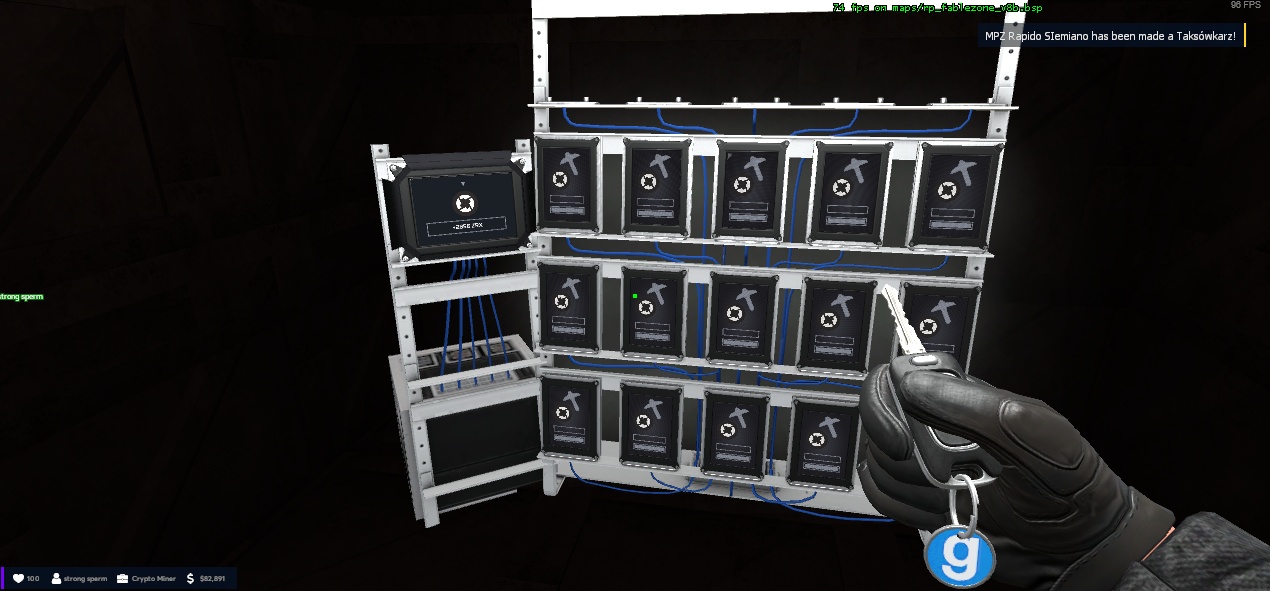 74 fps on maps/rp_fablezone_v8b.bsp
96 FPS
MPZ Rapido SIemiano has been made a Taksówkarz!
strong sperm
100
strong sperm
Crypto Miner
$82,891
g